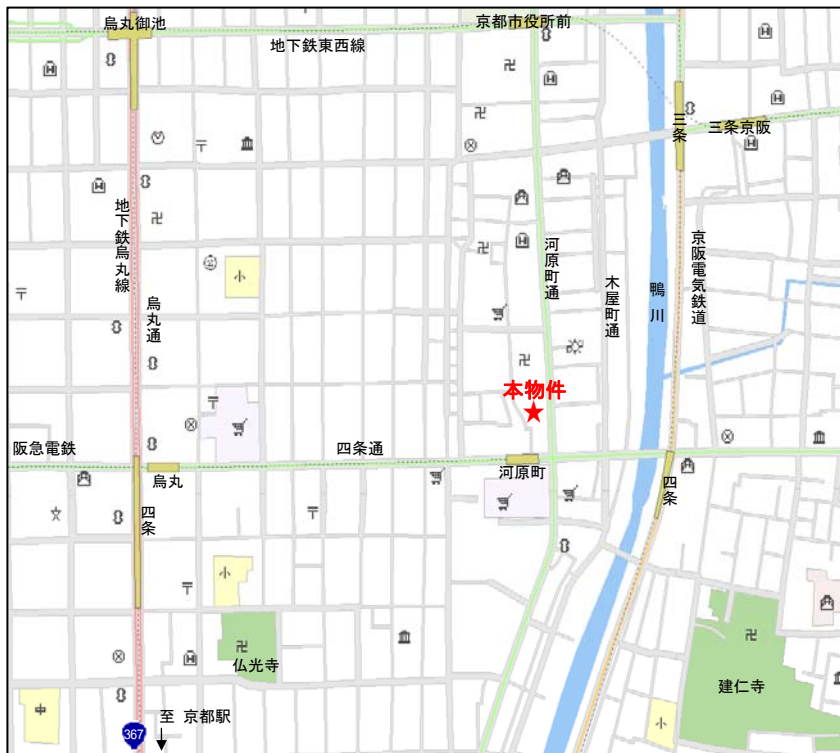 烏丸御池
京都市役所前
地下鉄東西線
三条
三条京阪
地下鉄烏丸線
烏丸通
小
河原町通
木屋町通
鴨川
京阪電気鉄道
本物件
阪急電鉄
四条通
烏丸
河原町
四条
四条
文
小
仏光寺
建仁寺
中
小
367
至 京都駅